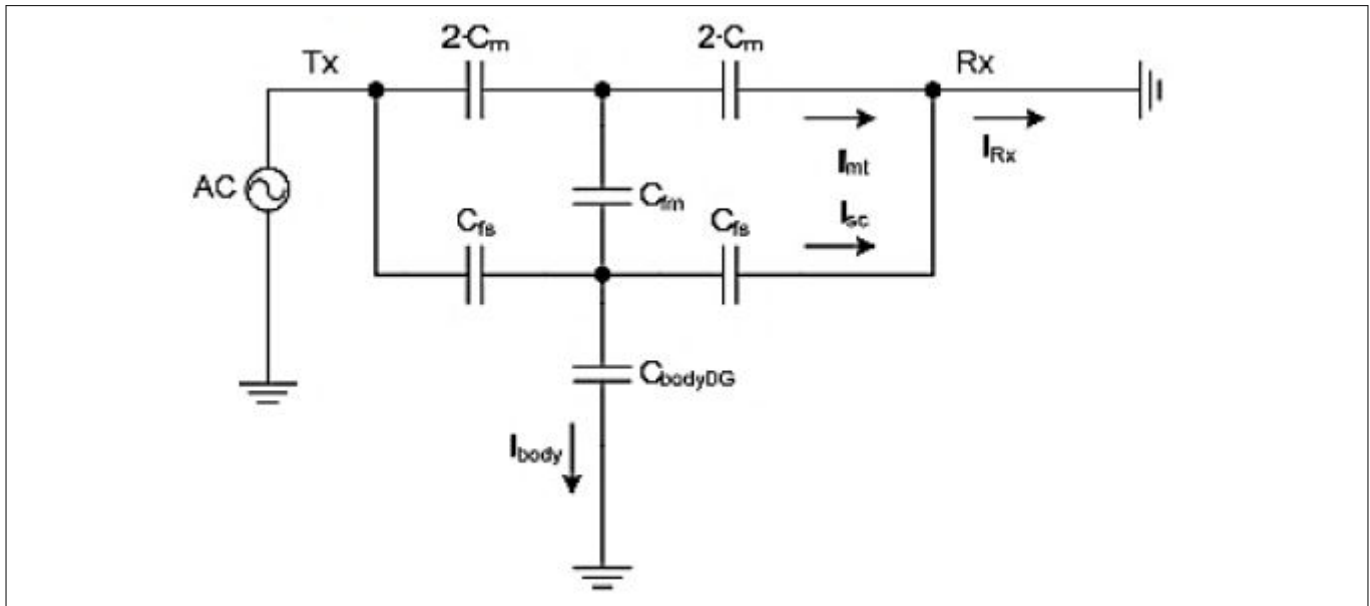 2·Cm 2·Cm
Tx Rx
Imt IRx
AC Cfm Isc
Cfs Cfs
CbodyDG
Ibody